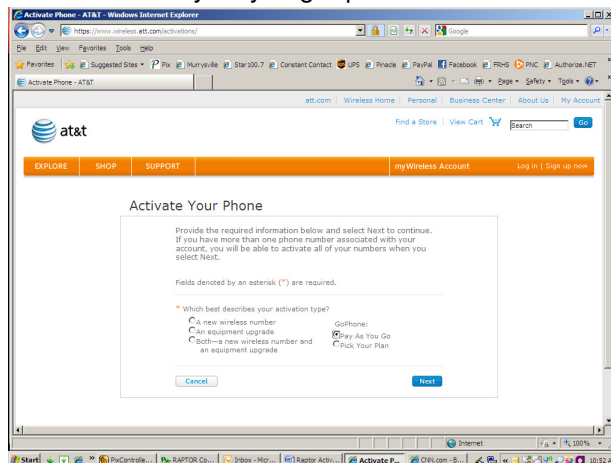 Activate Phone - AT&T - Windows Internet Explorer
https://www.wireless.att.com/activations/
Google
File Edit View Favorites Tools Help
Favorites Suggested Sites Pix Murrysville Star100.7 Constant Contact UPS Pinacle PayPal Facebook FRHS PNC Authorize.NET
Activate Phone - AT&T
Page Safety Tools
att.com | Wireless Home | Personal | Business Center | About Us | My Account
Find a Store | View Cart Search Go
at&t
EXPLORE SHOP SUPPORT myWireless Account Log in | Sign up now
Activate Your Phone
Provide the required information below and select Next to continue.
If you have more than one phone number associated with your
account, you will be able to activate all of your numbers when you
select Next.
Fields denoted by an asterisk (*) are required.
* Which best describes your activation type?
A new wireless number
An equipment upgrade
Both—a new wireless number and
an equipment upgrade
GoPhone:
Pay As You Go
Pick Your Plan
Cancel Next
Internet 100%
Start PixControlle... RAPTOR Co... Inbox - Micr... Raptor Activ... Activate P... CNN.com - B... 10:52